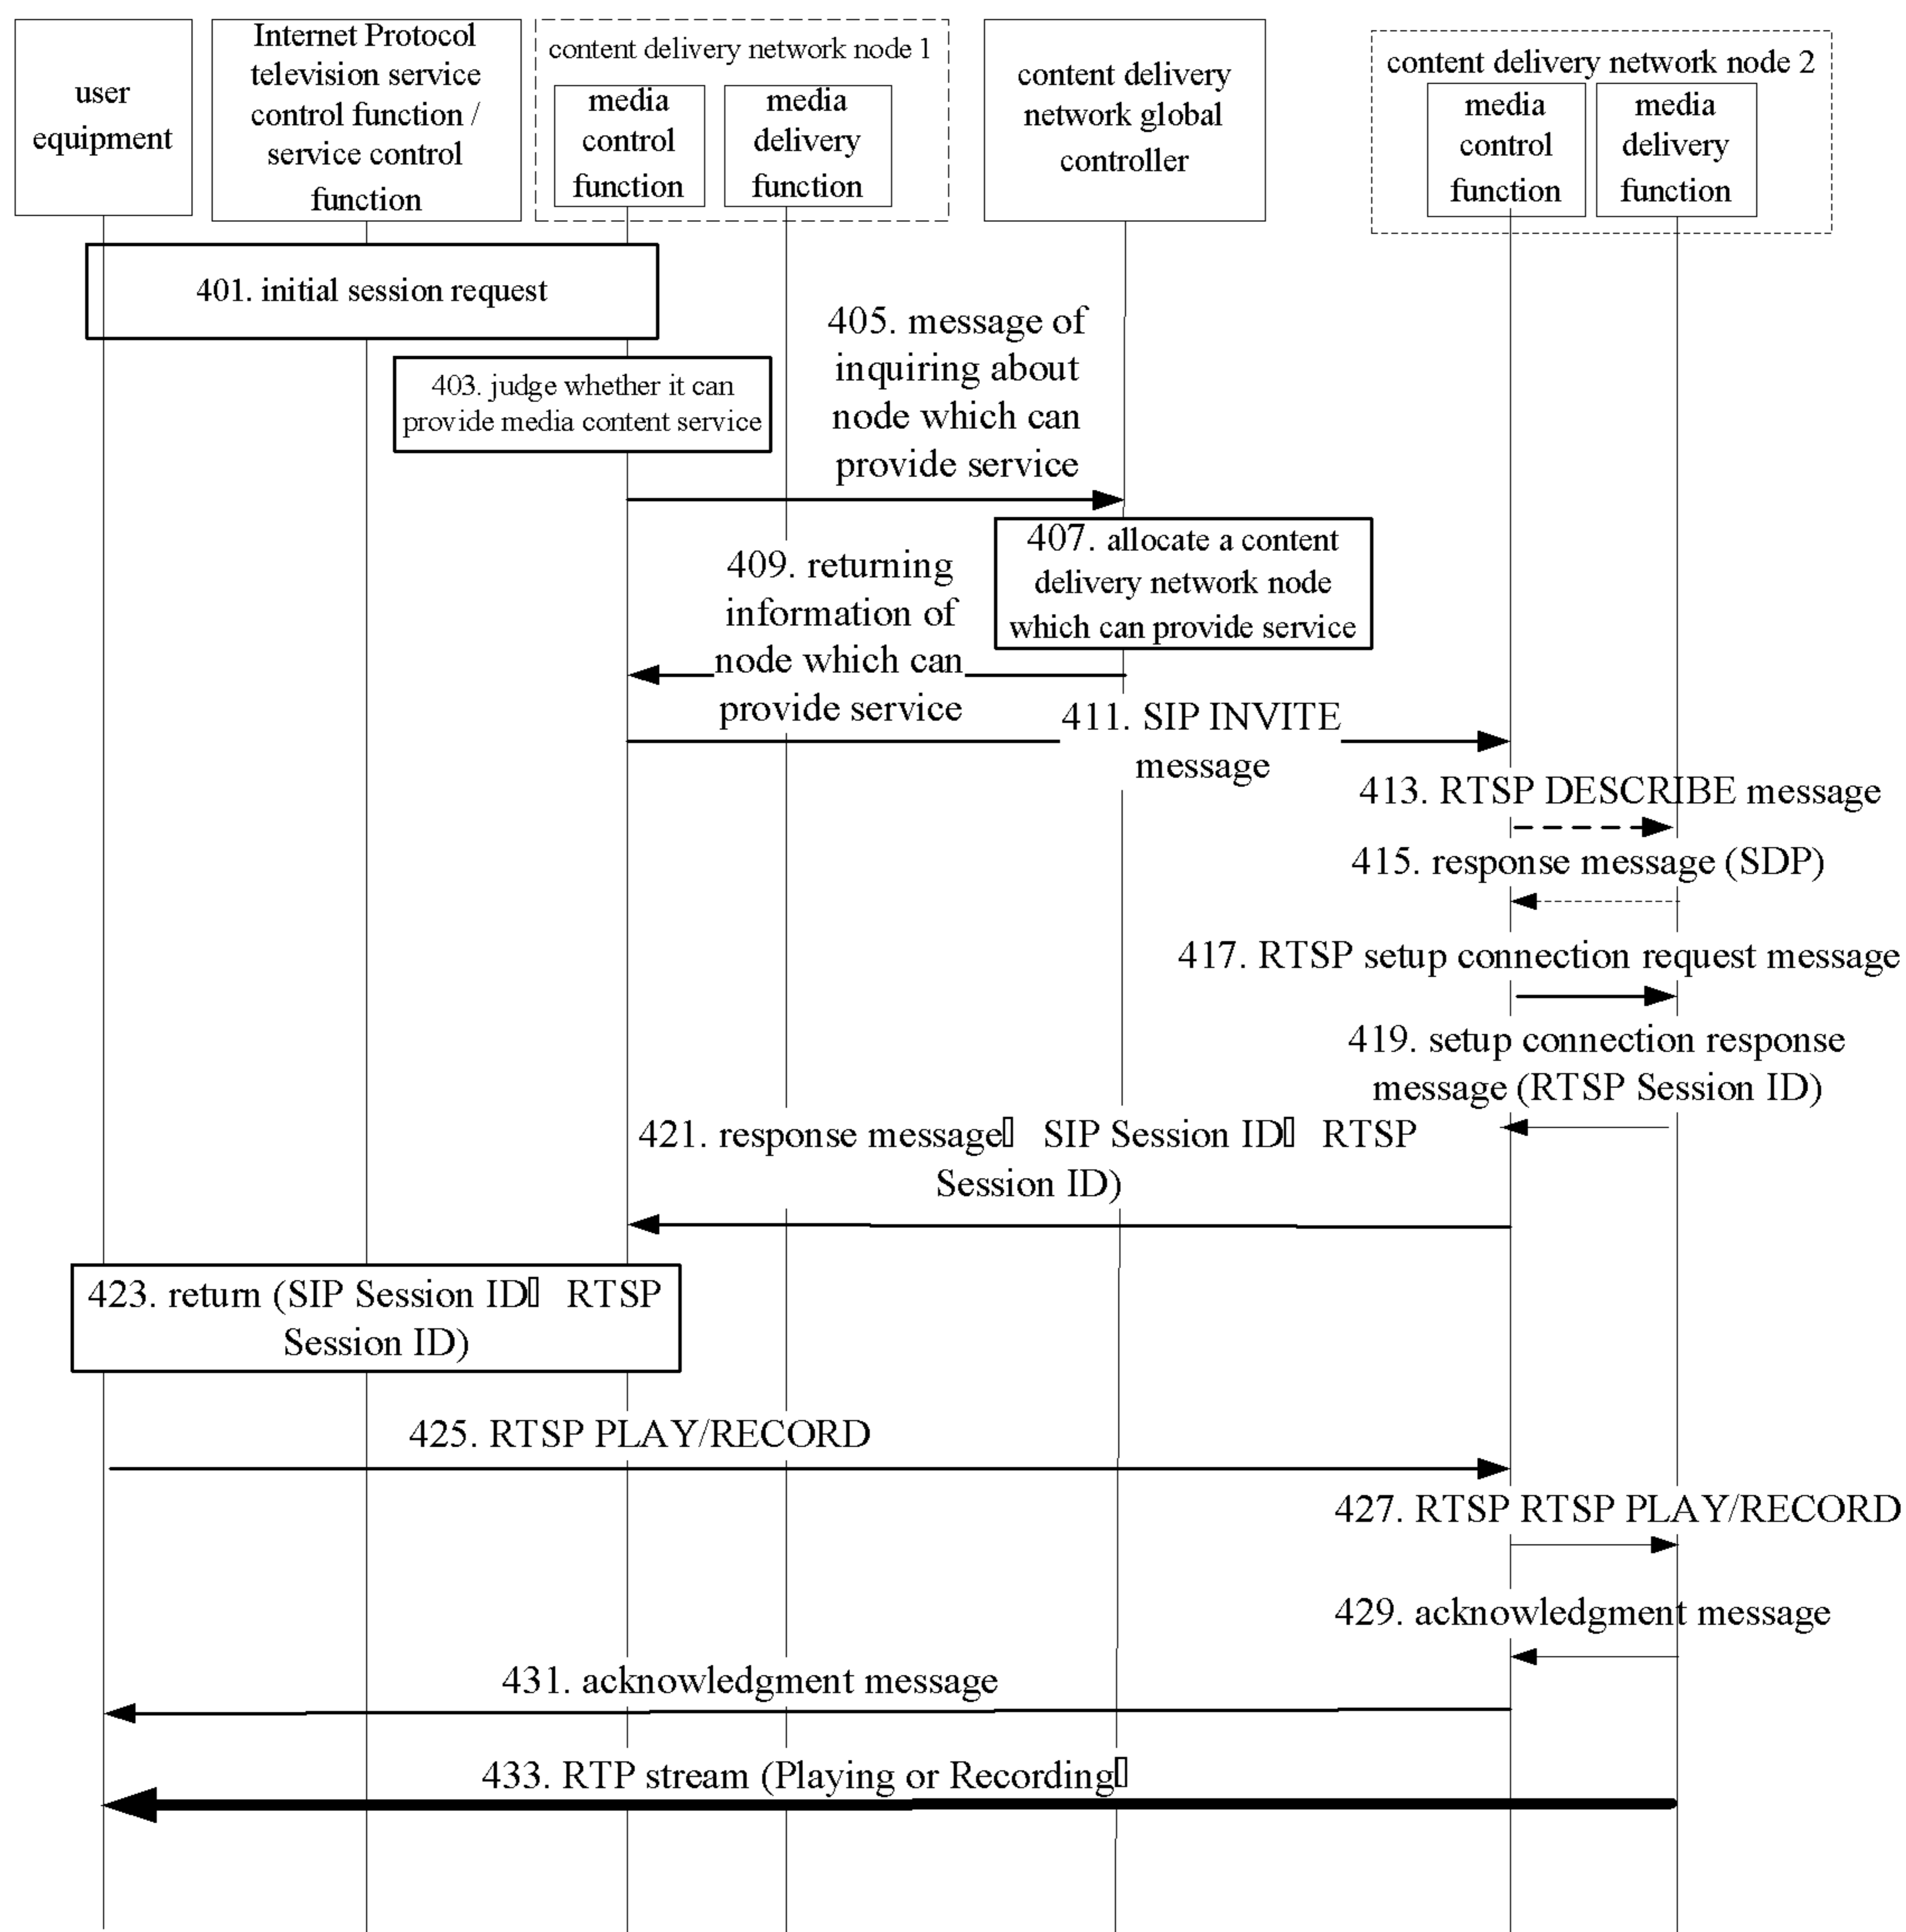 user
equipment
Internet Protocol
television service
control function /
service control
function
content delivery network node 1
media
control
function
media
delivery
function
content delivery
network global
controller
content delivery network node 2
media
control
function
media
delivery
function
401. initial session request
403. judge whether it can
provide media content service
405. message of
inquiring about
node which can
provide service
407. allocate a content
delivery network node
which can provide service
409. returning
information of
node which can
provide service
411. SIP INVITE
message
413. RTSP DESCRIBE message
415. response message (SDP)
417. RTSP setup connection request message
419. setup connection response
message (RTSP Session ID)
421. response message▯ SIP Session ID▯ RTSP
Session ID)
423. return (SIP Session ID▯ RTSP
Session ID)
425. RTSP PLAY/RECORD
427. RTSP RTSP PLAY/RECORD
429. acknowledgment message
431. acknowledgment message
433. RTP stream (Playing or Recording▯